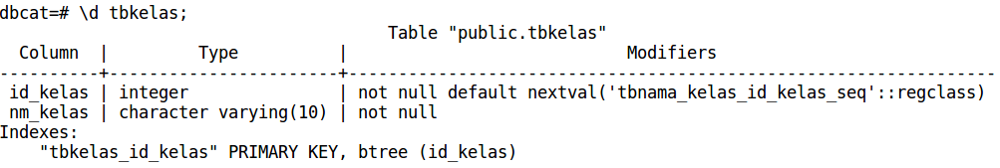 dbcat=# \d tbkelas;
                                       Table "public.tbkelas"
  Column  |         Type          |                            Modifiers
----------+-----------------------+-----------------------------------------------------------------
 id_kelas | integer               | not null default nextval('tbnama_kelas_id_kelas_seq'::regclass)
 nm_kelas | character varying(10) | not null
Indexes:
    "tbkelas_id_kelas" PRIMARY KEY, btree (id_kelas)